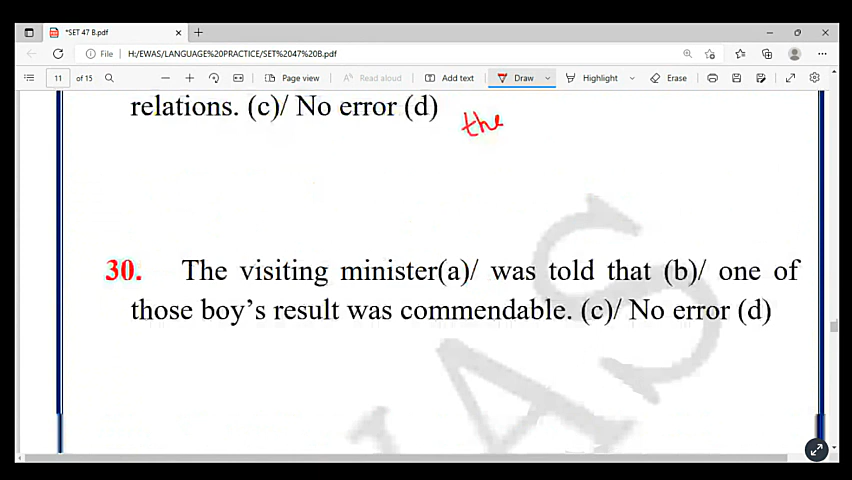 *SET 47 B.pdf
File H:/EWAS/LANGUAGE%20PRACTICE/SET%2047%20B.pdf
11 of 15 Page view Read aloud Add text Draw Highlight Erase
relations. (c)/ No error (d)
the
30. The visiting minister(a)/ was told that (b)/ one of
those boy’s result was commendable. (c)/ No error (d)
WAS